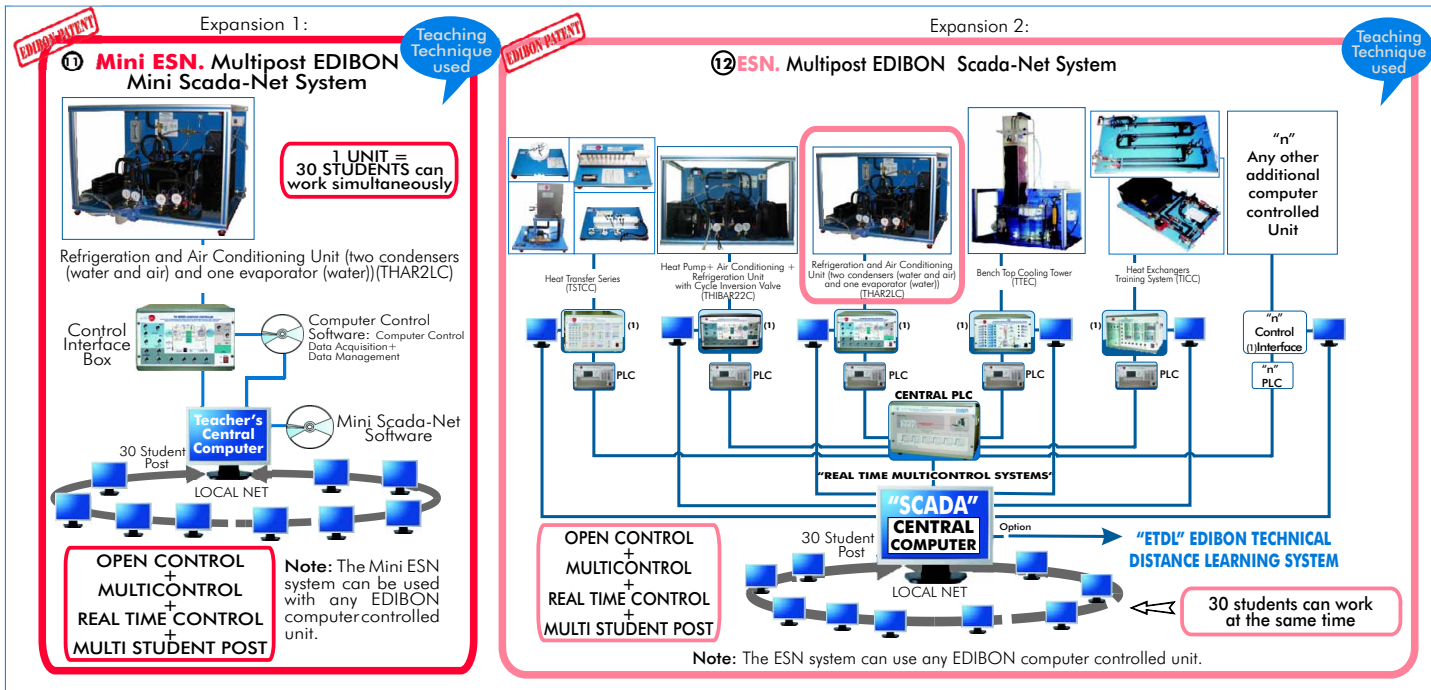 Expansion 1:
EDIBON PATENT
Teaching
Technique
used
11 Mini ESN. Multipost EDIBON
Mini Scada-Net System
1 UNIT =
30 STUDENTS can
work simultaneously
Refrigeration and Air Conditioning Unit (two condensers
(water and air) and one evaporator (water))(THAR2LC)
Control
Interface
Box
Computer Control
Software: Computer Control
Data Acquisition+
Data Management
Teacher's
Central
Computer
Mini Scada-Net
Software
30 Student
Post
LOCAL NET
OPEN CONTROL
+
MULTICONTROL
+
REAL TIME CONTROL
+
MULTI STUDENT POST
Note: The Mini ESN
system can be used
with any EDIBON
computer controlled
unit.
Expansion 2:
EDIBON PATENT
Teaching
Technique
used
12 ESN. Multipost EDIBON Scada-Net System
"n"
Any other
additional
computer
controlled
Unit
Heat Transfer Series
(TSTCC)
Heat Pump+ Air Conditioning +
Refrigeration Unit
with Cycle Inversion Valve
(THIBAR22C)
Refrigeration and Air Conditioning
Unit (two condensers (water and air)
and one evaporator (water))
(THAR2LC)
Bench Top Cooling Tower
(TTEC)
Heat Exchangers
Training System (TICC)
(1)
(1)
(1)
(1)
(1)
"n"
Control
(1)Interface
PLC
PLC
PLC
PLC
PLC
"n"
PLC
CENTRAL PLC
"REAL TIME MULTICONTROL SYSTEMS"
"SCADA"
CENTRAL
COMPUTER
Option
"ETDL" EDIBON TECHNICAL
DISTANCE LEARNING SYSTEM
30 Student
Post
LOCAL NET
OPEN CONTROL
+
MULTICONTROL
+
REAL TIME CONTROL
+
MULTI STUDENT POST
30 students can work
at the same time
Note: The ESN system can use any EDIBON computer controlled unit.